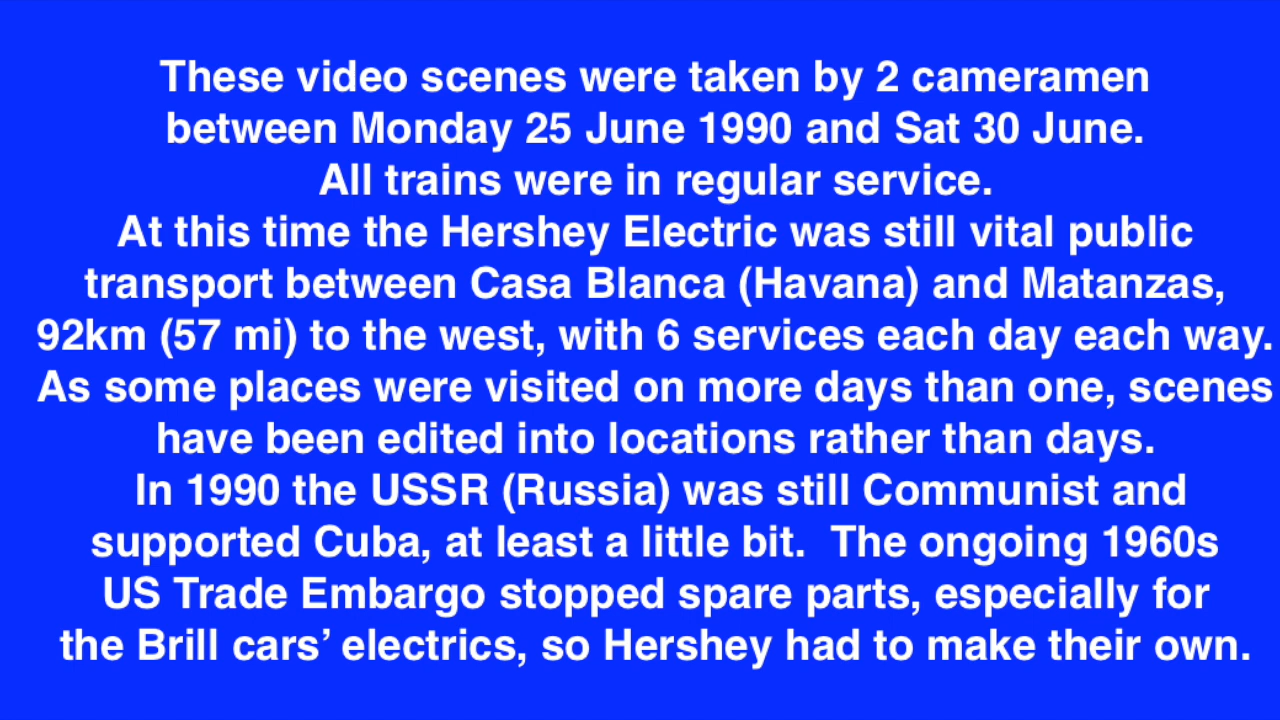 These video scenes were taken by 2 cameramen
between Monday 25 June 1990 and Sat 30 June.
All trains were in regular service.
At this time the Hershey Electric was still vital public
transport between Casa Blanca (Havana) and Matanzas,
92km (57 mi) to the west, with 6 services each day each way.
As some places were visited on more days than one, scenes
have been edited into locations rather than days.
In 1990 the USSR (Russia) was still Communist and
supported Cuba, at least a little bit.  The ongoing 1960s
US Trade Embargo stopped spare parts, especially for
the Brill cars’ electrics, so Hershey had to make their own.